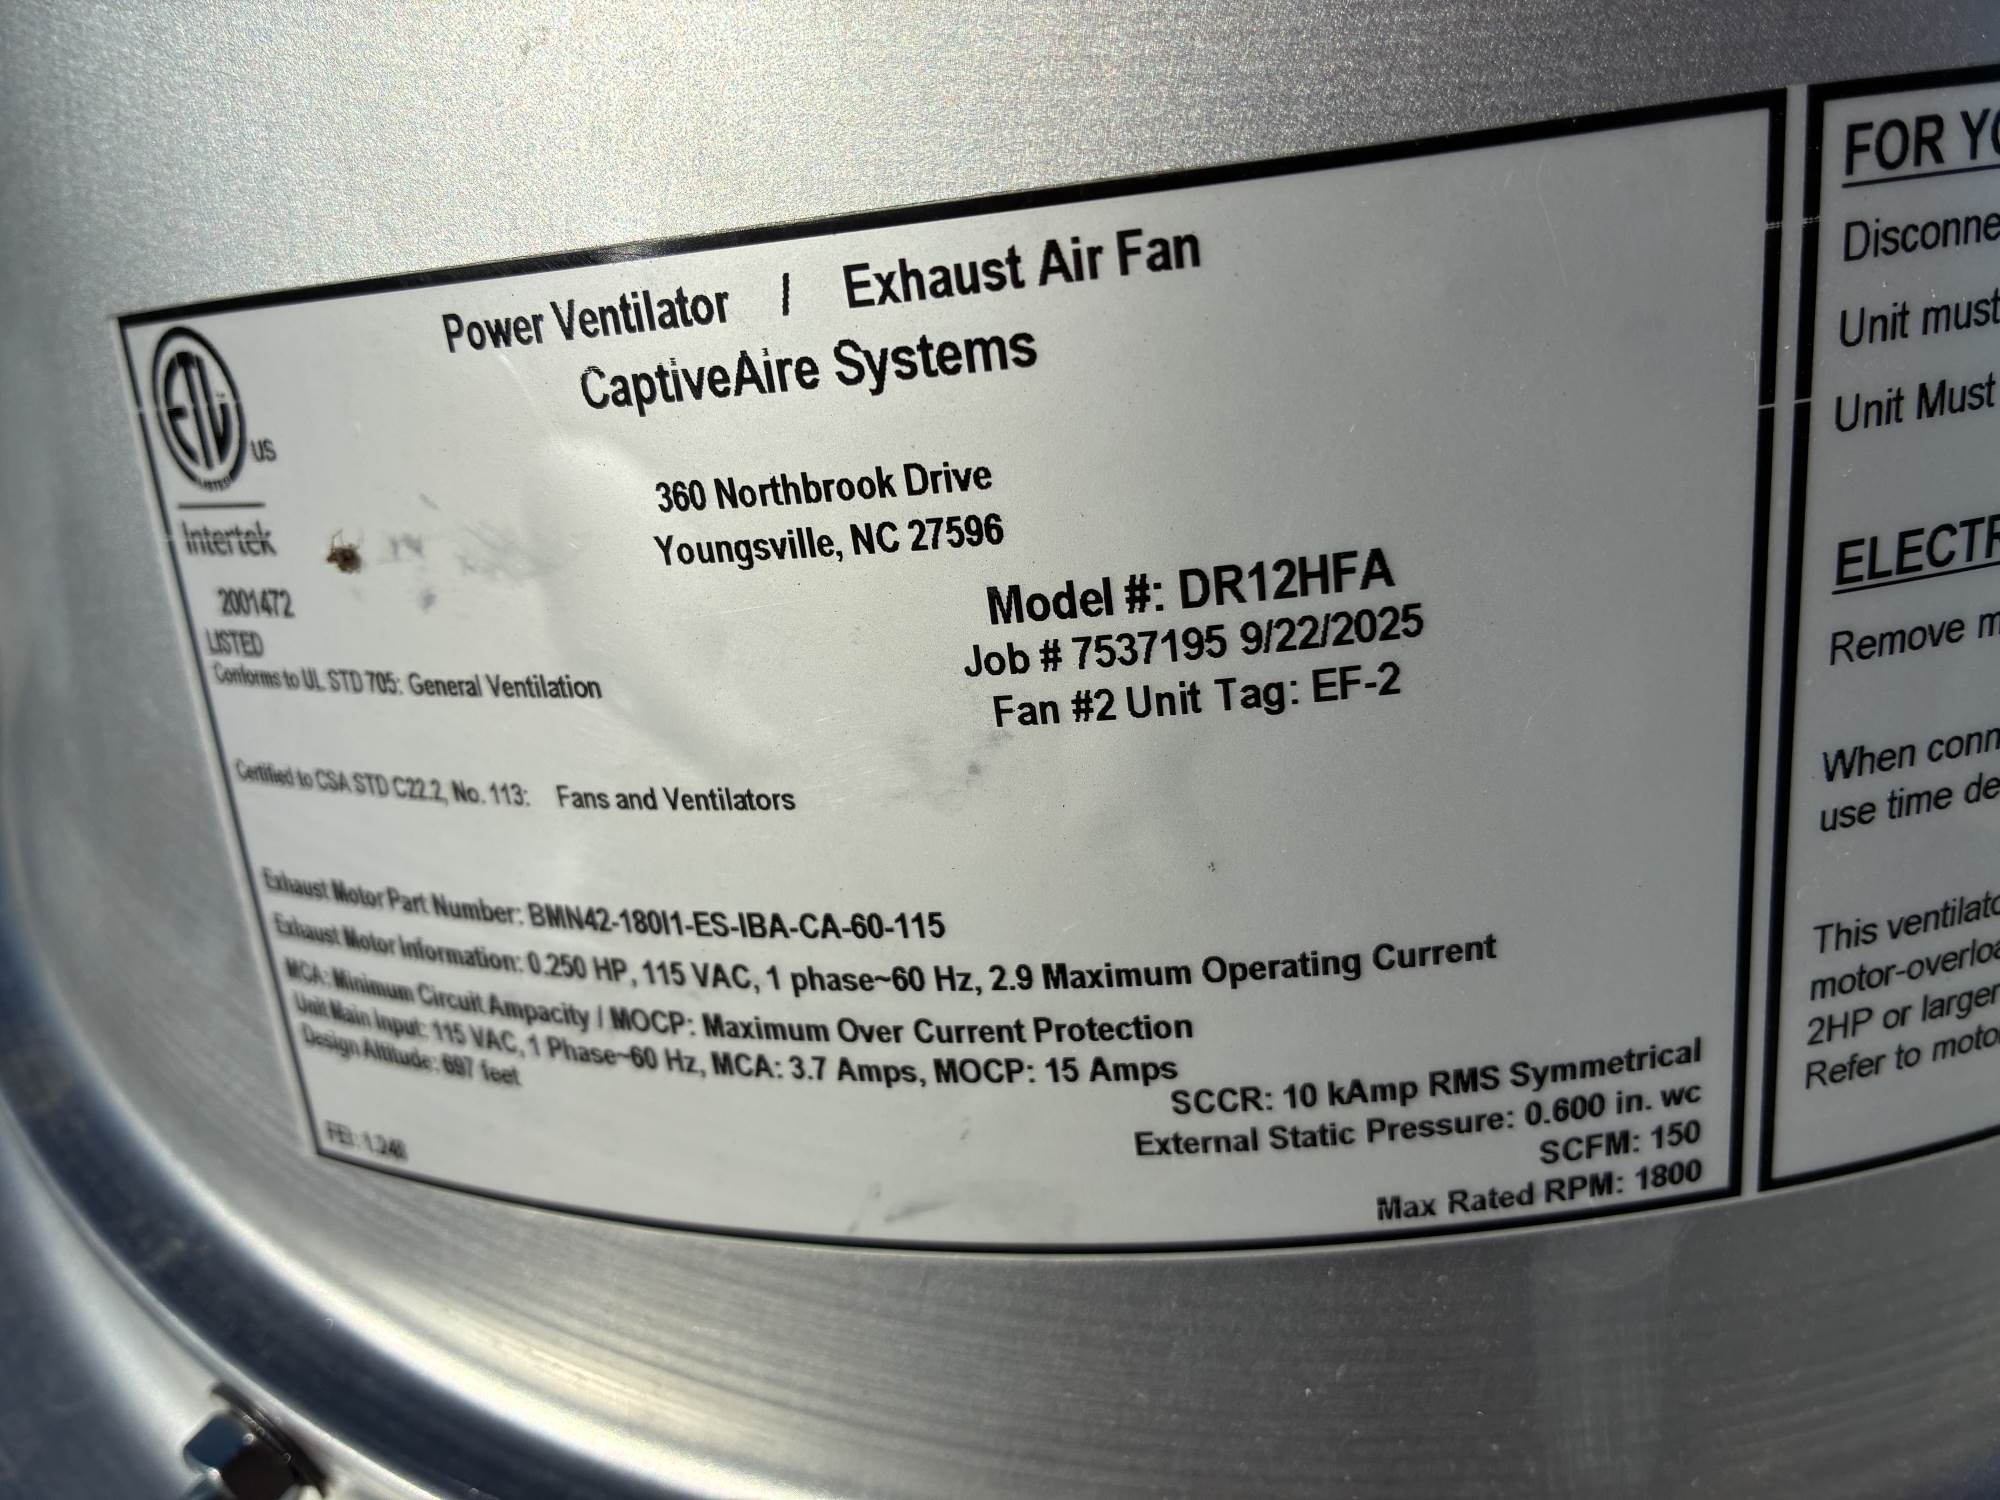 Power Ventilator / Exhaust Air Fan
CaptiveAire Systems
ETL
LISTED
US
Intertek
2001472
LISTED
Conforms to UL STD 705: General Ventilation
360 Northbrook Drive
Youngsville, NC 27596
Model #: DR12HFA
Job # 7537195 9/22/2025
Fan #2 Unit Tag: EF-2
Certified to CSA STD C22.2, No. 113: Fans and Ventilators
Exhaust Motor Part Number: BMN42-180I1-ES-IBA-CA-60-115
Exhaust Motor Information: 0.250 HP, 115 VAC, 1 phase~60 Hz, 2.9 Maximum Operating Current
MCA: Minimum Circuit Ampacity / MOCP: Maximum Over Current Protection
Unit Main Input: 115 VAC, 1 Phase~60 Hz, MCA: 3.7 Amps, MOCP: 15 Amps
Design Altitude: 697 feet
SCCR: 10 kAmp RMS Symmetrical
External Static Pressure: 0.600 in. wc
SCFM: 150
Max Rated RPM: 1800
FEI: 1.248
FOR YO
Disconne
Unit must
Unit Must
ELECTR
Remove m
When conn
use time de
This ventilato
motor-overloa
2HP or larger
Refer to moto